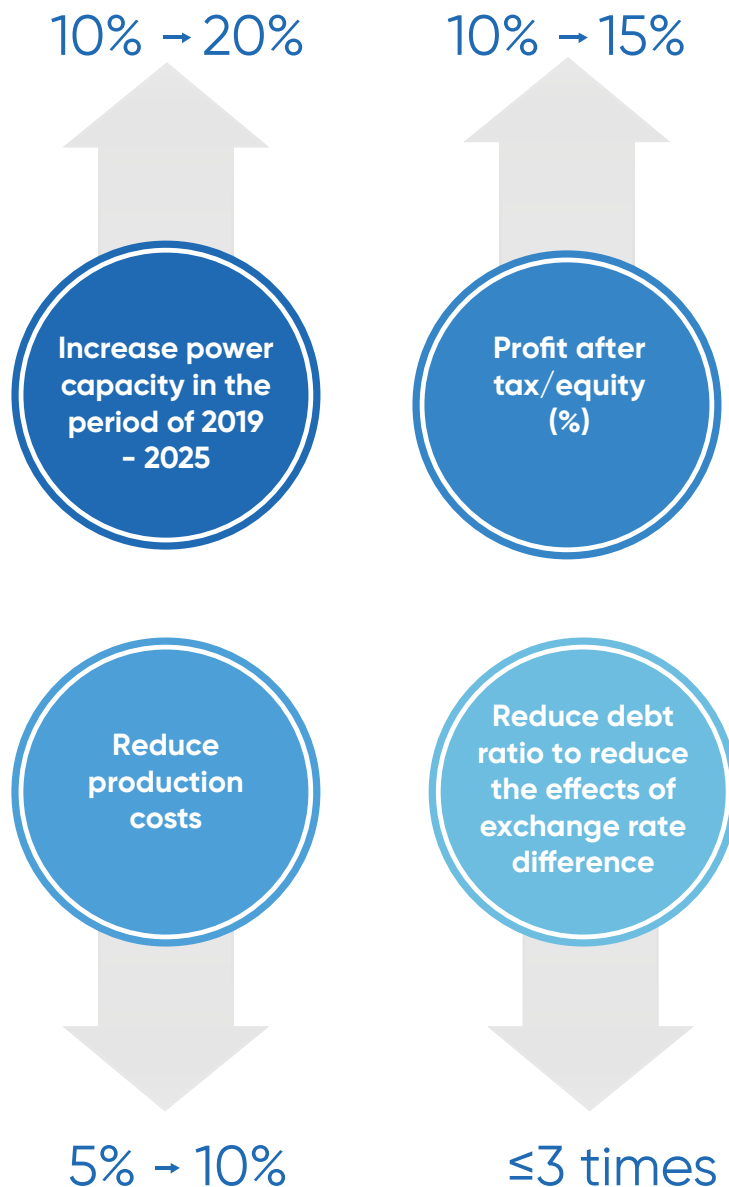 10% → 20%
10% → 15%
Increase power
capacity in the
period of 2019
- 2025
Profit after
tax/equity
(%)
Reduce
production
costs
Reduce debt
ratio to reduce
the effects of
exchange rate
difference
5% → 10%
≤3 times